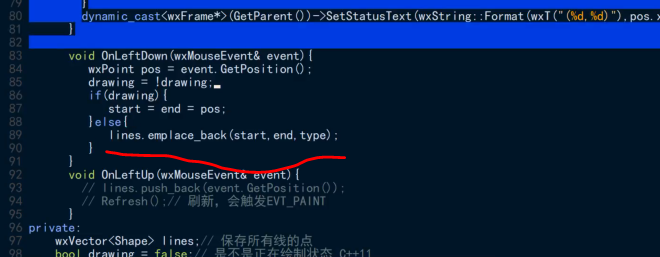 79 }
80 dynamic_cast<wxFrame*>(GetParent())->SetStatusText(wxString::Format(wxT("(%d,%d)"),pos.x
81 }
82
83 void OnLeftDown(wxMouseEvent& event){
84 wxPoint pos = event.GetPosition();
85 drawing = !drawing;
86 if(drawing){
87 start = end = pos;
88 }else{
89 lines.emplace_back(start,end,type);
90 }
91 }
92 void OnLeftUp(wxMouseEvent& event){
93 // lines.push_back(event.GetPosition());
94 // Refresh();// 刷新，会触发EVT_PAINT
95 }
96 private:
97 wxVector<Shape> lines;// 保存所有线的点
98 bool drawing = false;// 是不是正在绘制状态 C++11